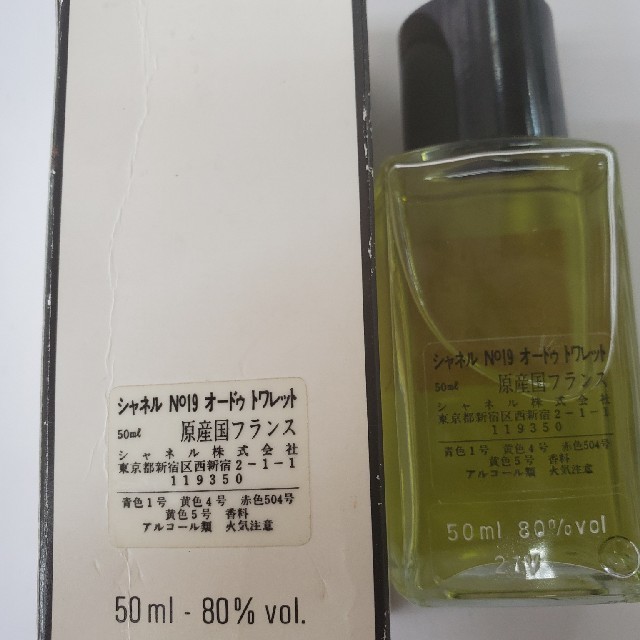 シャネル Nº19 オードゥ トワレット
50ml 原産国フランス
シャネル株式会社
東京都新宿区西新宿2-1-1
119350
青色1号 黄色4号 赤色504号
黄色5号 香料
アルコール類 火気注意
50ml - 80% vol.
シャネル Nº19 オードゥ トワレット
50ml 原産国フランス
シャネル株式会社
東京都新宿区西新宿2-1-1
119350
青色1号 黄色4号 赤色504号
黄色5号 香料
アルコール類 火気注意
50ml 80%vol